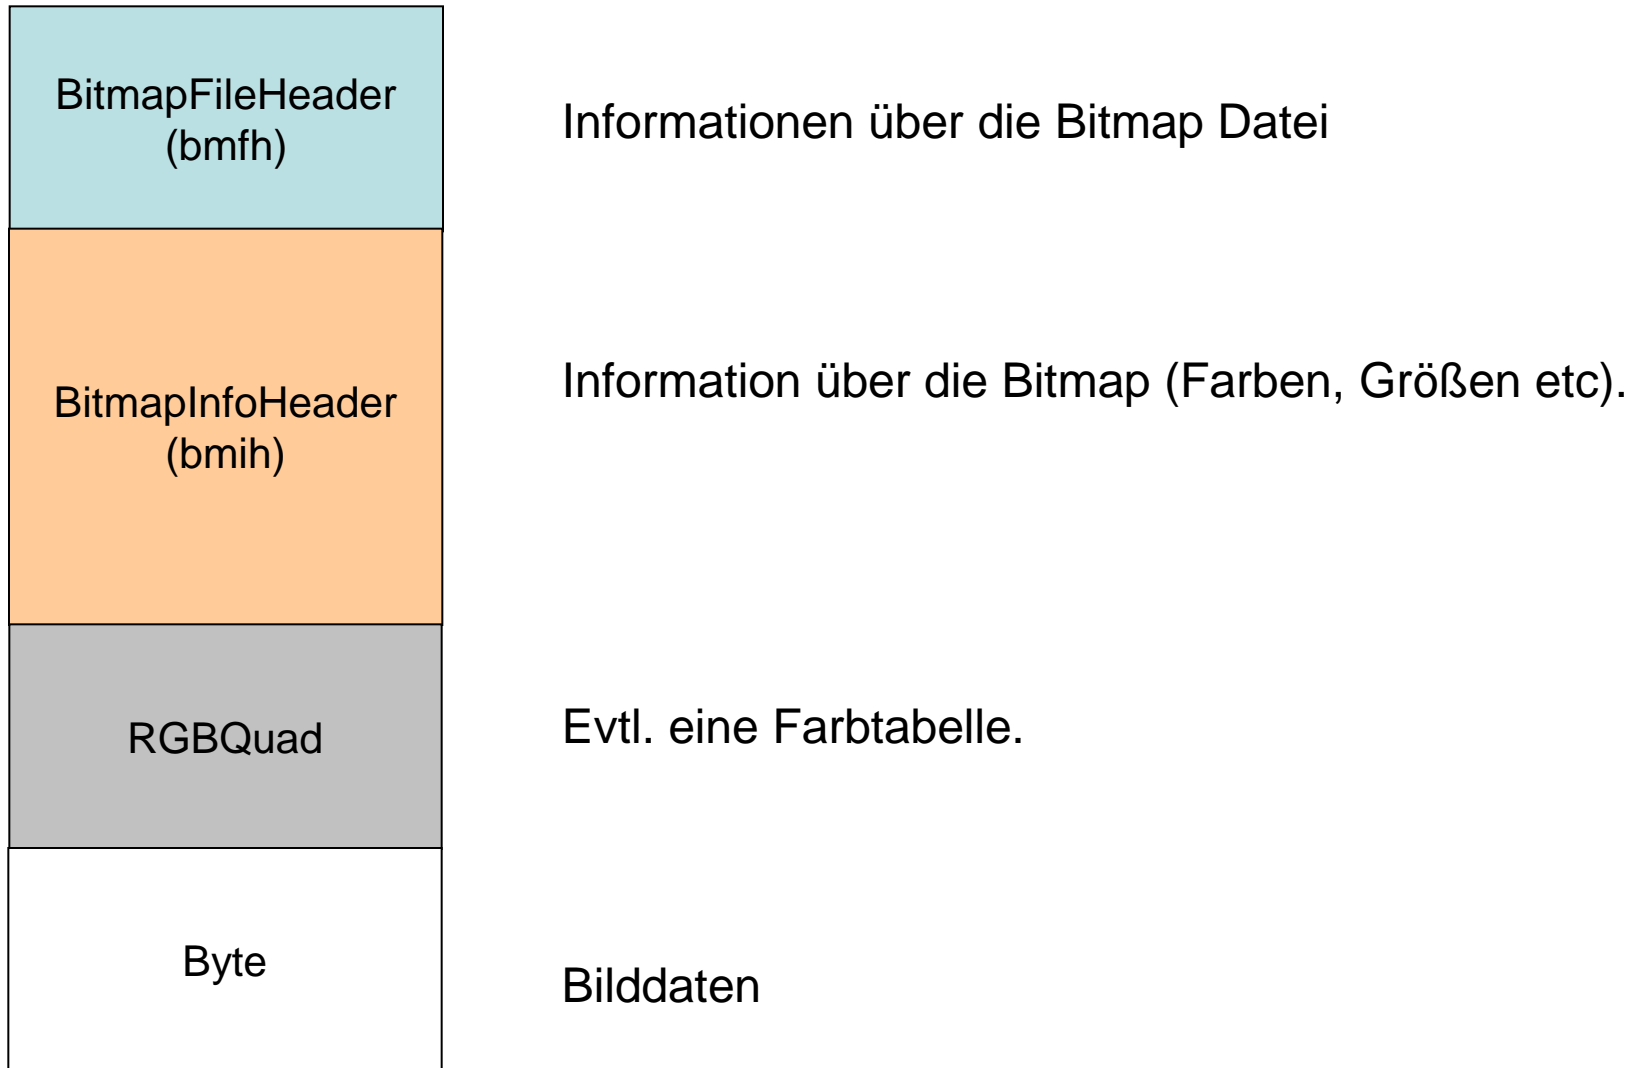 BitmapFileHeader
(bmfh)
Informationen über die Bitmap Datei
BitmapInfoHeader
(bmih)
Information über die Bitmap (Farben, Größen etc).
RGBQuad
Evtl. eine Farbtabelle.
Byte
Bilddaten